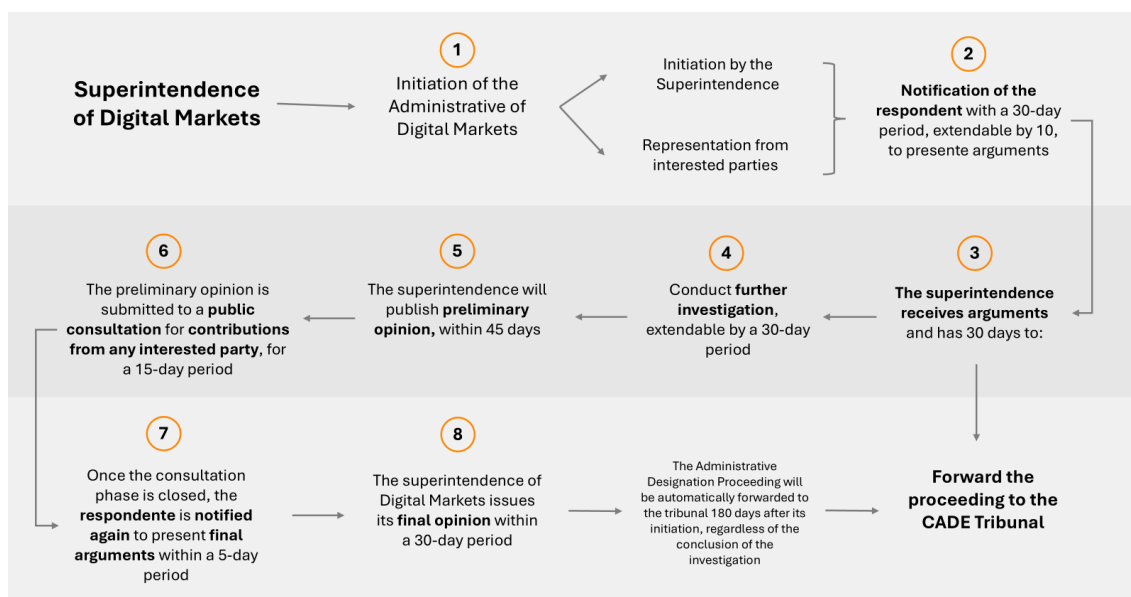 Superintendence
of Digital Markets
1
Initiation of the
Administrative of
Digital Markets
Initiation by the
Superintendence
Representation from
interested parties
2
Notification of the
respondent with a 30-day
period, extendable by 10,
to presente arguments
3
The superintendence
receives arguments
and has 30 days to:
4
Conduct further
investigation,
extendable by a 30-day
period
5
The superintendence will
publish preliminary
opinion, within 45 days
6
The preliminary opinion is
submitted to a public
consultation for contributions
from any interested party, for
a 15-day period
7
Once the consultation
phase is closed, the
respondente is notified
again to present final
arguments within a 5-day
period
8
The superintendence of
Digital Markets issues
its final opinion within
a 30-day period
The Administrative
Designation Proceeding will
be automatically forwarded to
the tribunal 180 days after its
initiation, regardless of the
conclusion of the
investigation
Forward the
proceeding to the
CADE Tribunal